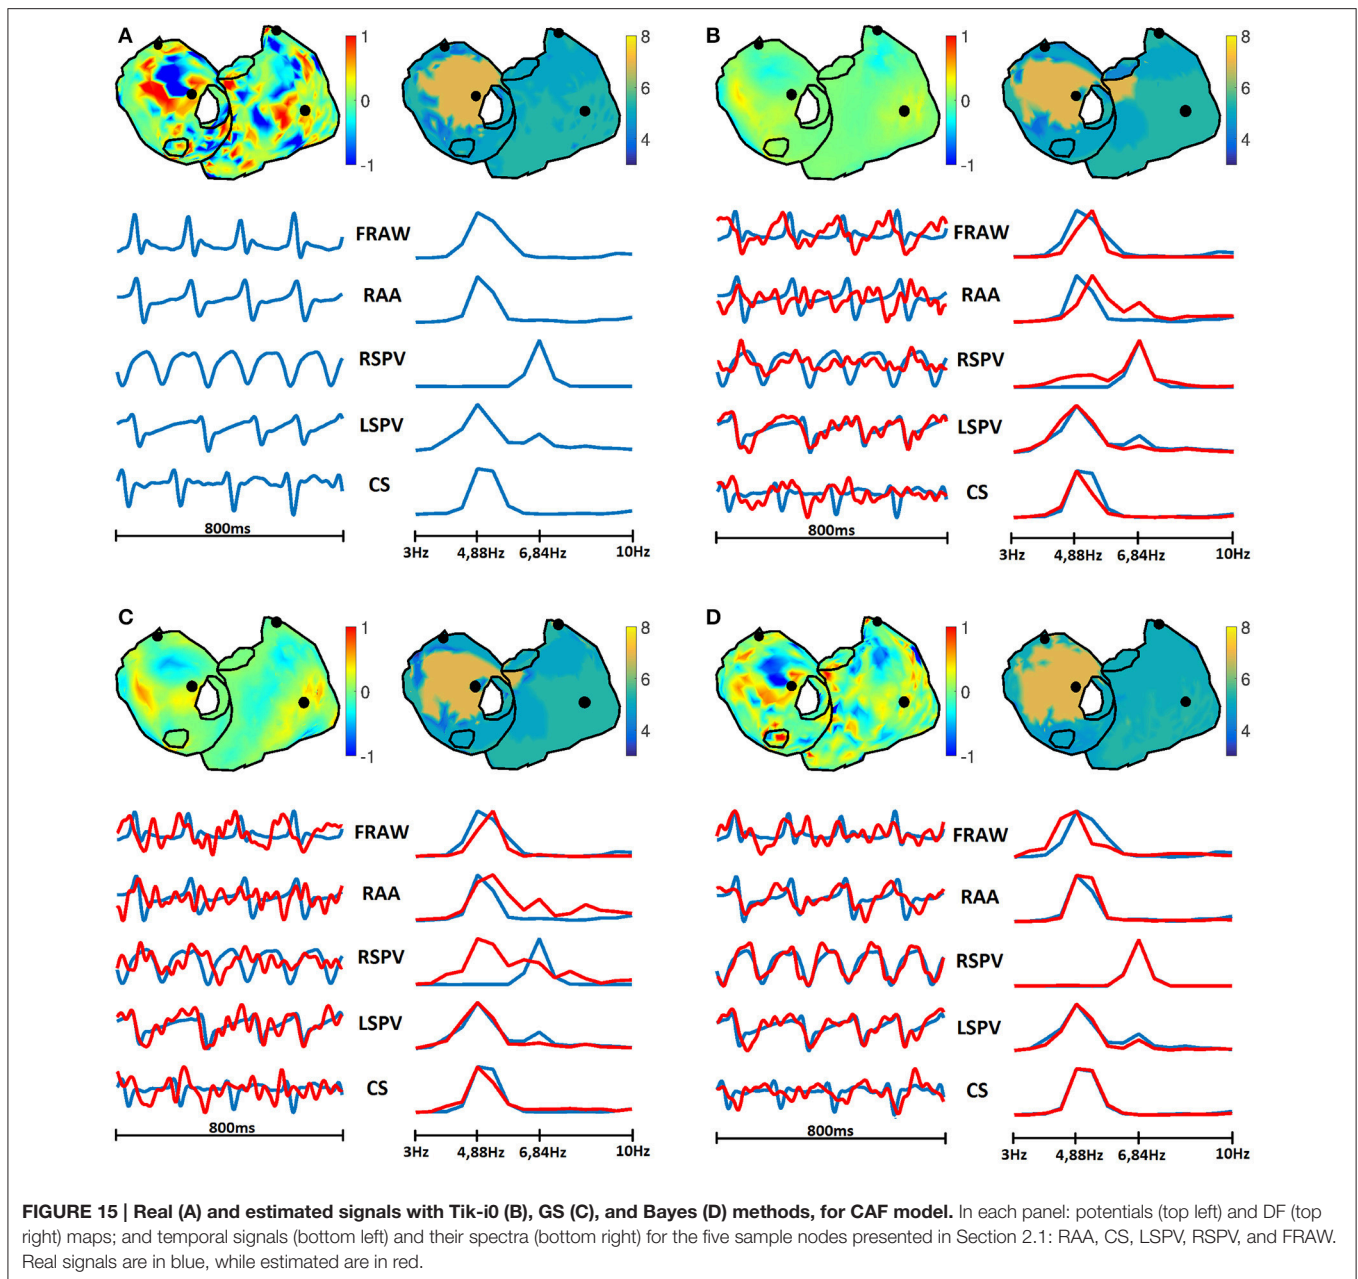 A
1
0
-1
8
6
4
FRAW
RAA
RSPV
LSPV
CS
800ms
3Hz
4,88Hz
6,84Hz
10Hz
B
1
0
-1
8
6
4
FRAW
RAA
RSPV
LSPV
CS
800ms
3Hz
4,88Hz
6,84Hz
10Hz
C
1
0
-1
8
6
4
FRAW
RAA
RSPV
LSPV
CS
800ms
3Hz
4,88Hz
6,84Hz
10Hz
D
1
0
-1
8
6
4
FRAW
RAA
RSPV
LSPV
CS
800ms
3Hz
4,88Hz
6,84Hz
10Hz
FIGURE 15 | Real (A) and estimated signals with Tik-i0 (B), GS (C), and Bayes (D) methods, for CAF model. In each panel: potentials (top left) and DF (top
right) maps; and temporal signals (bottom left) and their spectra (bottom right) for the five sample nodes presented in Section 2.1: RAA, CS, LSPV, RSPV, and FRAW.
Real signals are in blue, while estimated are in red.